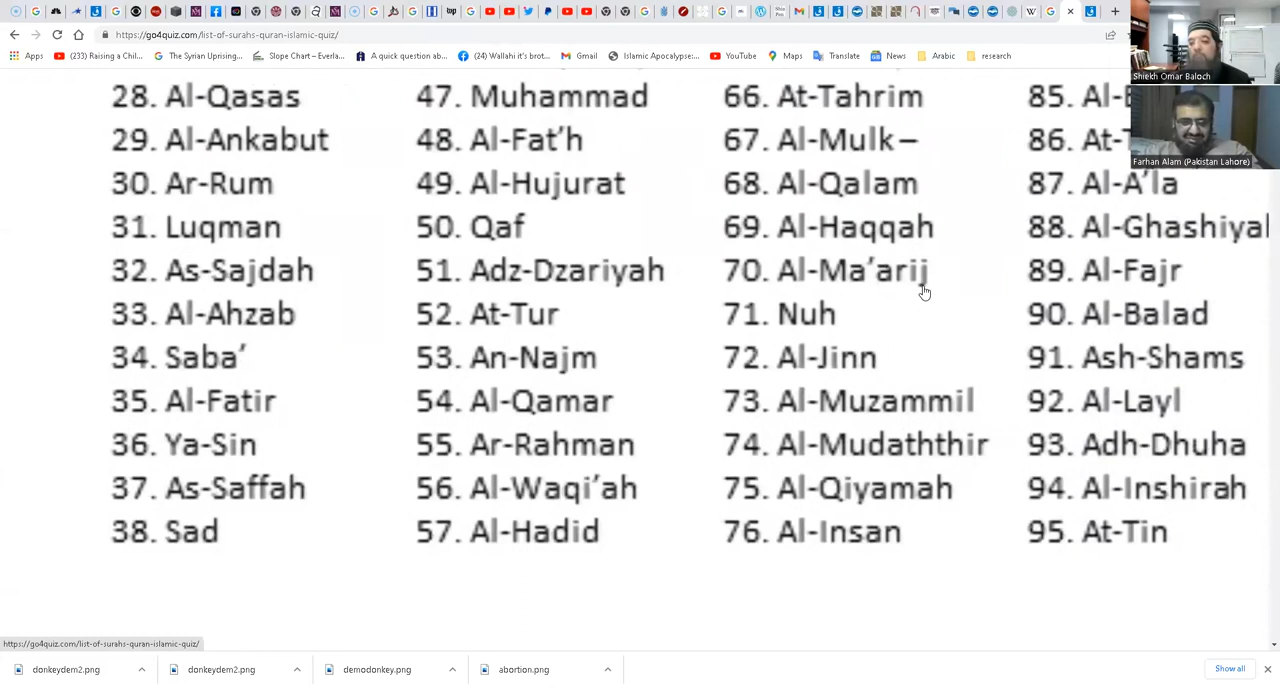 https://go4quiz.com/list-of-surahs-quran-islamic-quiz/
Apps
(233) Raising a Chil...
The Syrian Uprising...
Slope Chart – Everla...
A quick question ab...
(24) Wallahi it's brot...
Gmail
Islamic Apocalypse:...
YouTube
Maps
Translate
News
Arabic
research
Shiekh Omar Baloch
Farhan Alam (Pakistan Lahore)
28. Al-Qasas
29. Al-Ankabut
30. Ar-Rum
31. Luqman
32. As-Sajdah
33. Al-Ahzab
34. Saba'
35. Al-Fatir
36. Ya-Sin
37. As-Saffah
38. Sad
47. Muhammad
48. Al-Fat'h
49. Al-Hujurat
50. Qaf
51. Adz-Dzariyah
52. At-Tur
53. An-Najm
54. Al-Qamar
55. Ar-Rahman
56. Al-Waqi'ah
57. Al-Hadid
66. At-Tahrim
67. Al-Mulk –
68. Al-Qalam
69. Al-Haqqah
70. Al-Ma'arij
71. Nuh
72. Al-Jinn
73. Al-Muzammil
74. Al-Mudaththir
75. Al-Qiyamah
76. Al-Insan
85. Al-
86. At-
87. Al-A'la
88. Al-Ghashiyah
89. Al-Fajr
90. Al-Balad
91. Ash-Shams
92. Al-Layl
93. Adh-Dhuha
94. Al-Inshirah
95. At-Tin
https://go4quiz.com/list-of-surahs-quran-islamic-quiz/
donkeydem2.png
donkeydem2.png
demodonkey.png
abortion.png
Show all